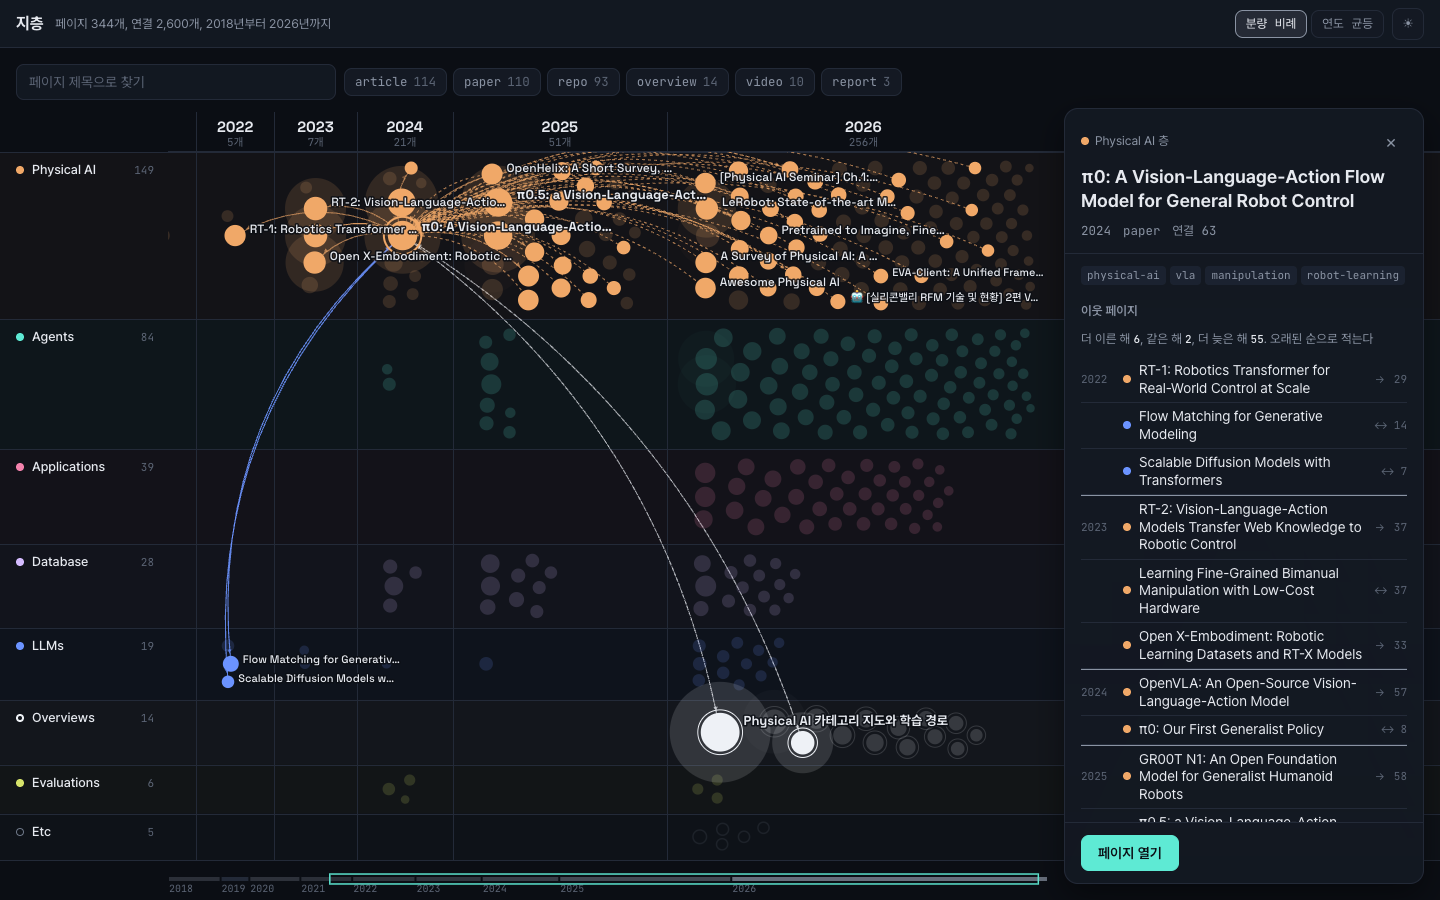 지층 페이지 344개, 연결 2,600개, 2018년부터 2026년까지
분량 비례 연도 균등 ☀
페이지 제목으로 찾기 article 114 paper 110 repo 93 overview 14 video 10 report 3
2022 2023 2024 2025 2026
5개 7개 21개 51개 256개
Physical AI 149
OpenHelix: A Short Survey, ...
[Physical AI Seminar] Ch.1:...
π0.5: a Vision-Language-Act...
RT-2: Vision-Language-Actio...
LeRobot: State-of-the-art M...
RT-1: Robotics Transformer ...
π0: A Vision-Language-Actio...
Pretrained to Imagine, Fine...
Open X-Embodiment: Robotic ...
A Survey of Physical AI: A ...
EVA-Client: A Unified Frame...
Awesome Physical AI
[실리콘밸리 RFM 기술 및 현황] 2편 V...
Agents 84
Applications 39
Database 28
LLMs 19
Flow Matching for Generativ...
Scalable Diffusion Models w...
Overviews 14
Physical AI 카테고리 지도와 학습 경로
Evaluations 6
Etc 5
2018 2019 2020 2021 2022 2023 2024 2025 2026
Physical AI 층 ×
π0: A Vision-Language-Action Flow
Model for General Robot Control
2024 paper 연결 63
physical-ai vla manipulation robot-learning
이웃 페이지
더 이른 해 6, 같은 해 2, 더 늦은 해 55. 오래된 순으로 적는다
2022 RT-1: Robotics Transformer for
Real-World Control at Scale → 29
Flow Matching for Generative
Modeling ↔ 14
Scalable Diffusion Models with
Transformers ↔ 7
RT-2: Vision-Language-Action
2023 Models Transfer Web Knowledge to → 37
Robotic Control
Learning Fine-Grained Bimanual
Manipulation with Low-Cost ↔ 37
Hardware
Open X-Embodiment: Robotic
Learning Datasets and RT-X Models → 33
2024 OpenVLA: An Open-Source Vision-
Language-Action Model → 57
π0: Our First Generalist Policy ↔ 8
GR00T N1: An Open Foundation
2025 Model for Generalist Humanoid → 58
Robots
π0.5: a Vision-Language-Action
페이지 열기